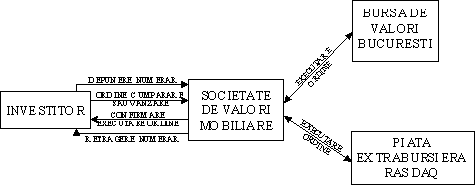 BURSA DE
VALORI
BUCURESTI
EXECUTARE
ORDINE
DEPUNERE NUMERAR
ORDINE CUMPARARE
SAU VANZARE
CONFIRMARE
EXECUTARE ORDINE
RETRAGERE NUMERAR
INVESTITOR
SOCIETATE
DE VALORI
MOBILIARE
EXECUTARE
ORDINE
PIATA
EXTRABURSIERA
RASDAQ